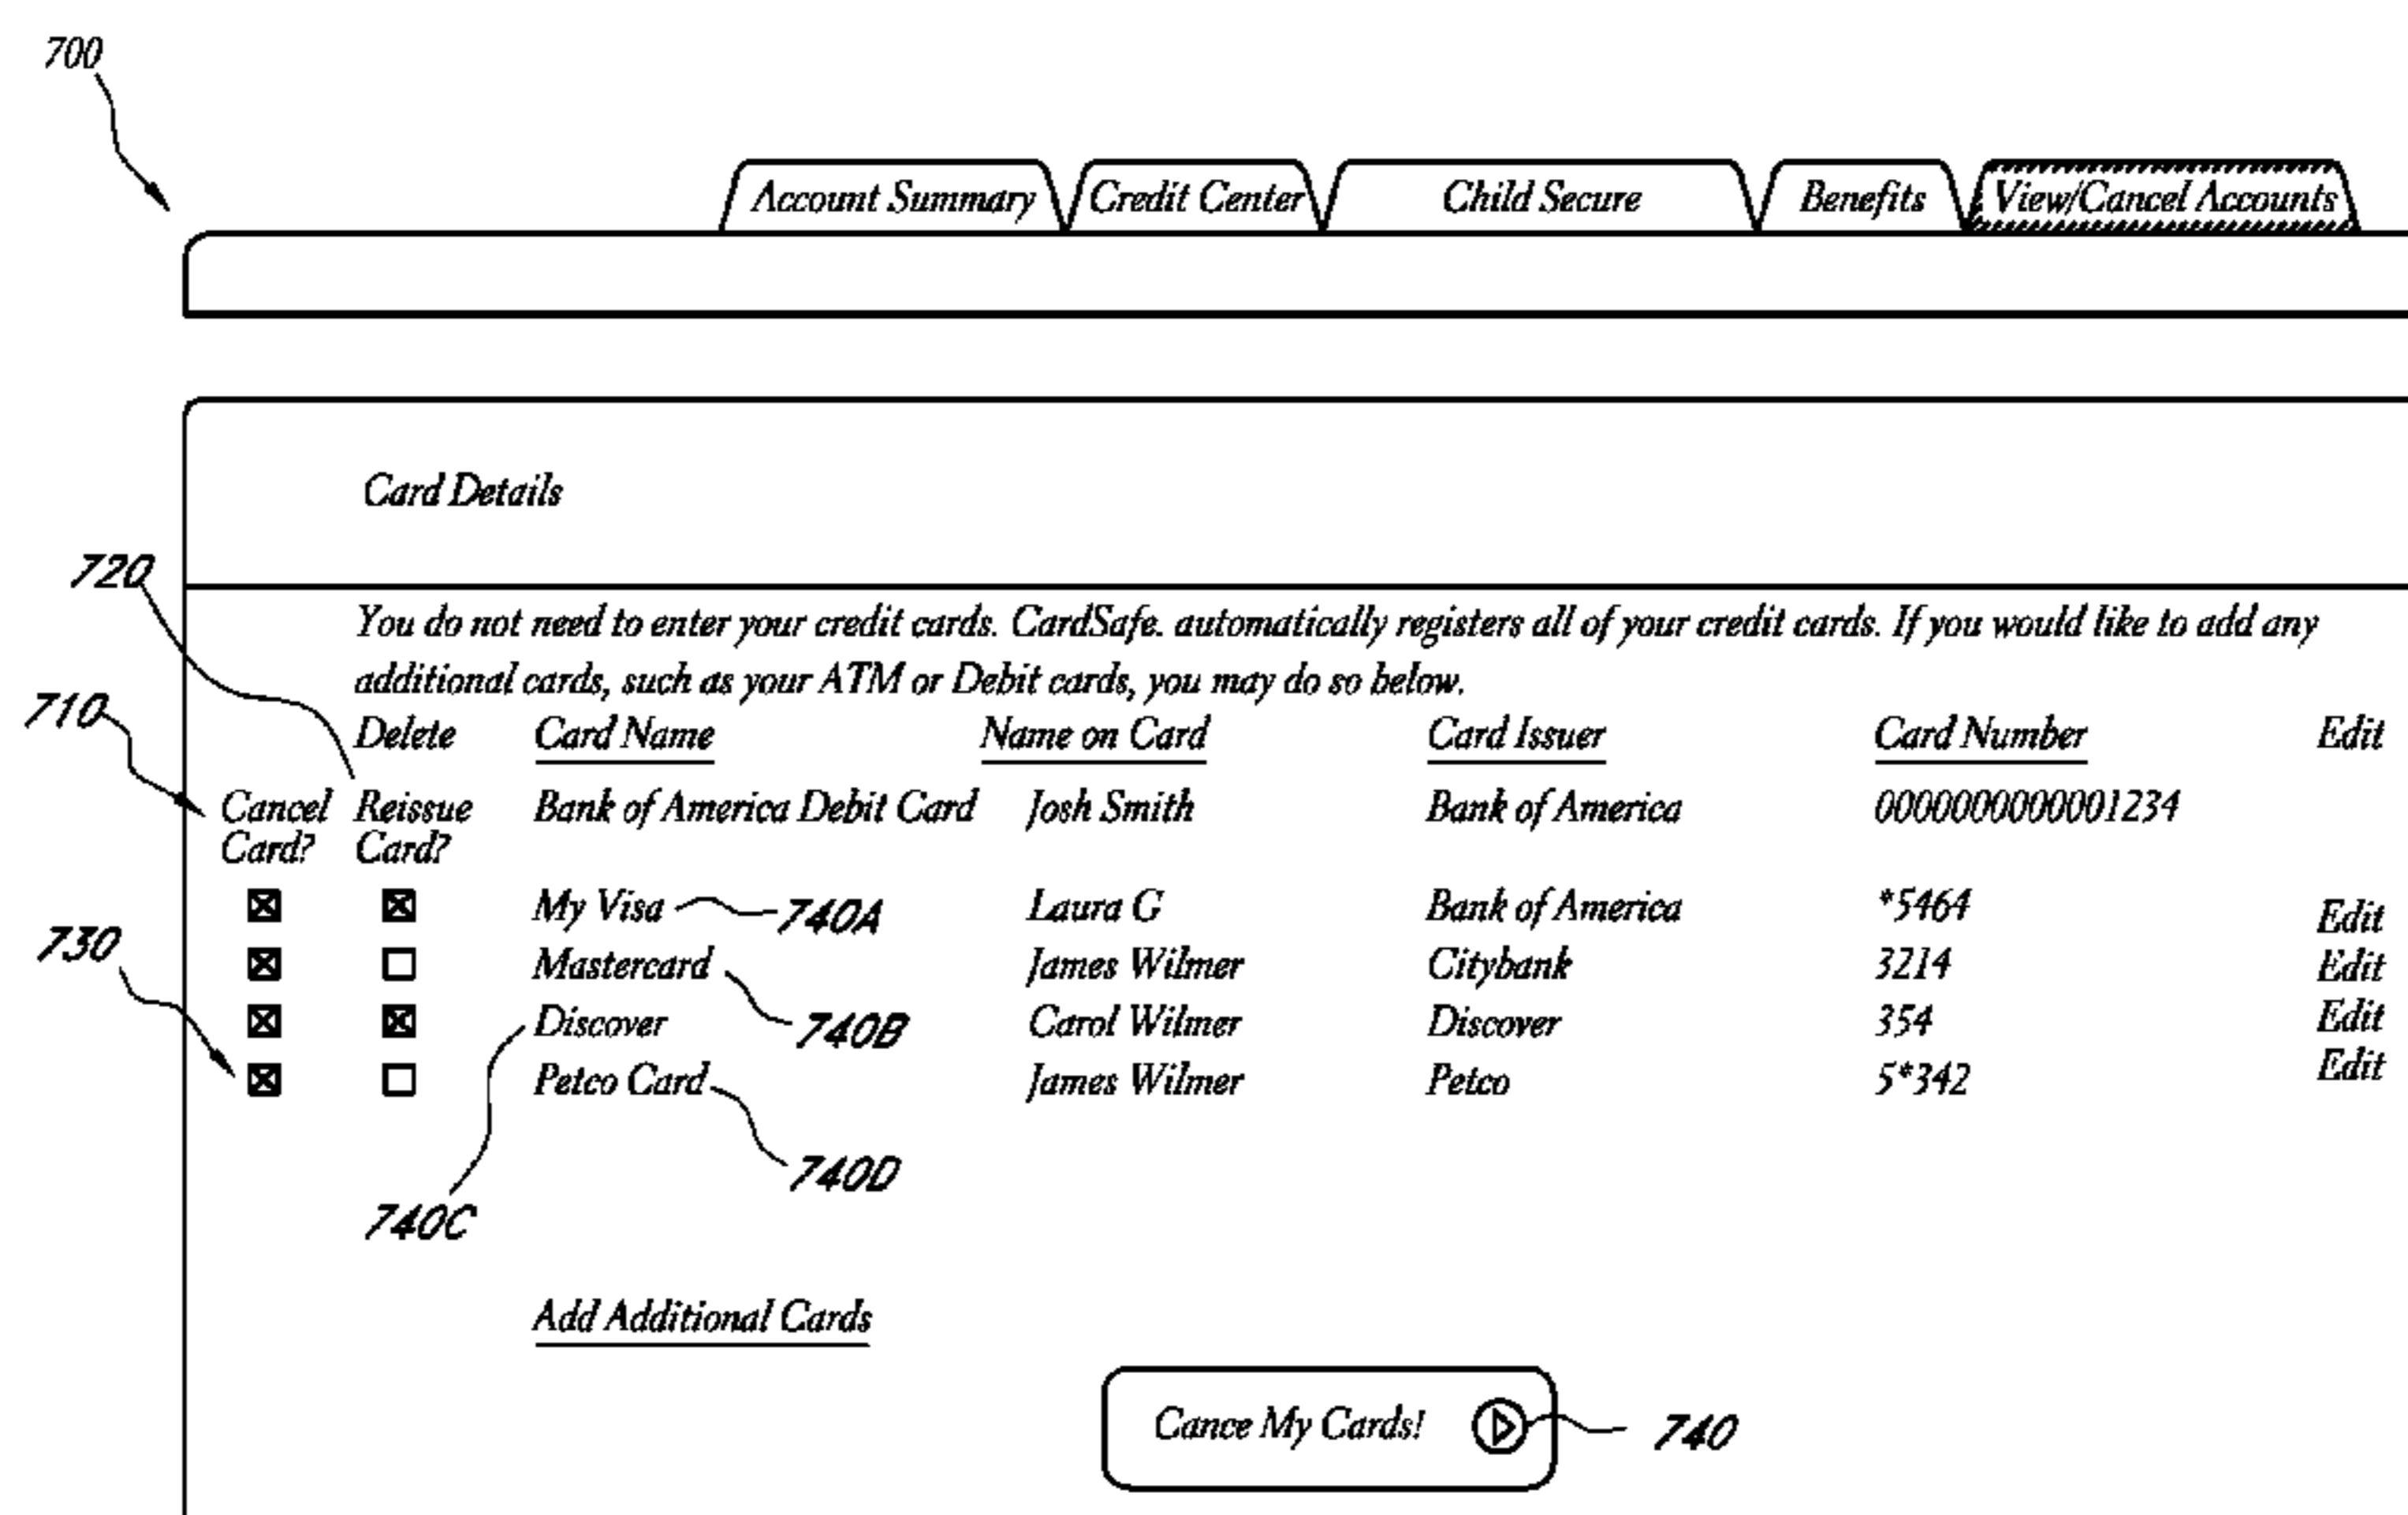 700
Account Summary Credit Center Child Secure Benefits View/Cancel Accounts
Card Details
720
You do not need to enter your credit cards. CardSafe. automatically registers all of your credit cards. If you would like to add any
additional cards, such as your ATM or Debit cards, you may do so below.
710
Delete Card Name Name on Card Card Issuer Card Number Edit
Cancel Reissue Bank of America Debit Card Josh Smith Bank of America 0000000000001234
Card? Card?
My Visa 740A Laura G Bank of America *5464 Edit
730 Mastercard James Wilmer Citybank 3214 Edit
Discover 740B Carol Wilmer Discover 354 Edit
Petco Card James Wilmer Petco 5*342 Edit
740D
740C
Add Additional Cards
Cance My Cards! 740